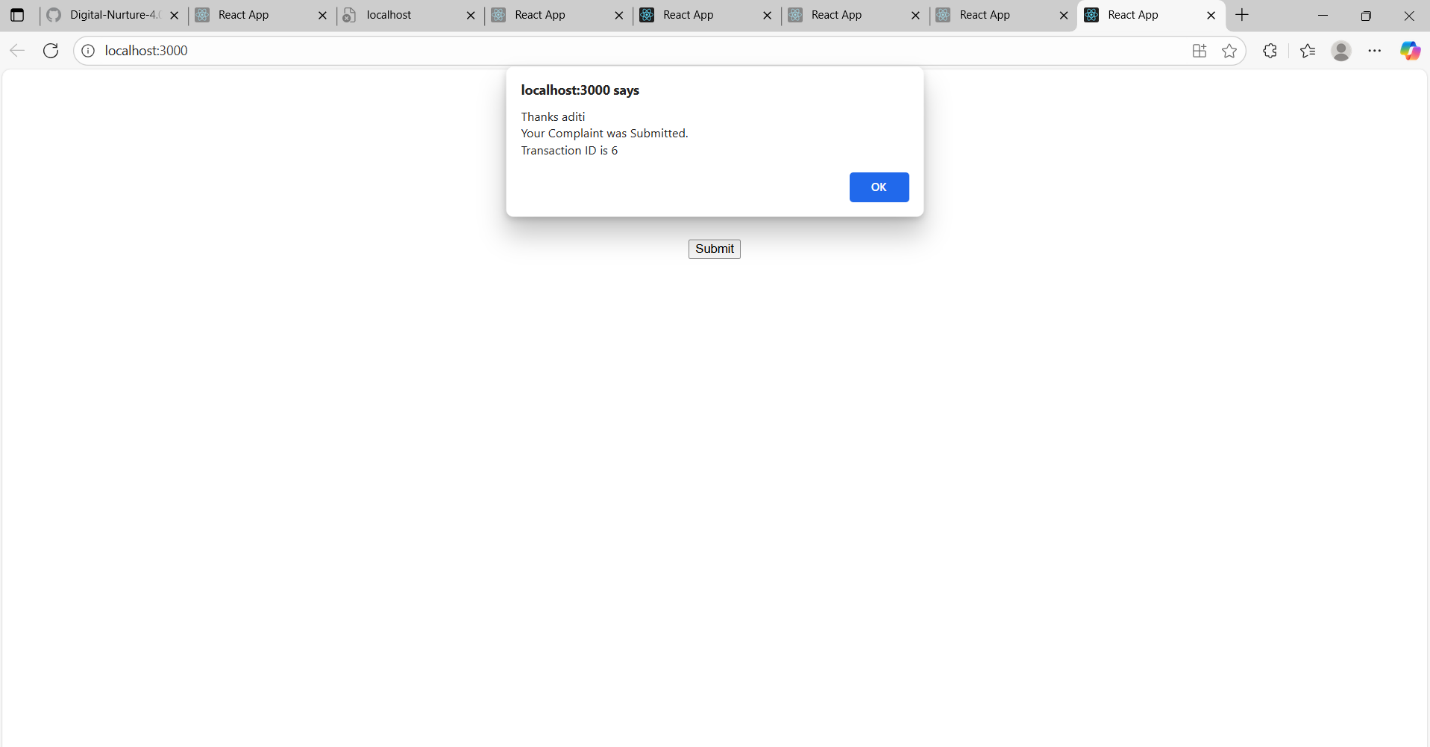 Digital-Nurture-4.0
React App
localhost
React App
React App
React App
React App
React App
localhost:3000
localhost:3000 says
Thanks aditi
Your Complaint was Submitted.
Transaction ID is 6
OK
Submit